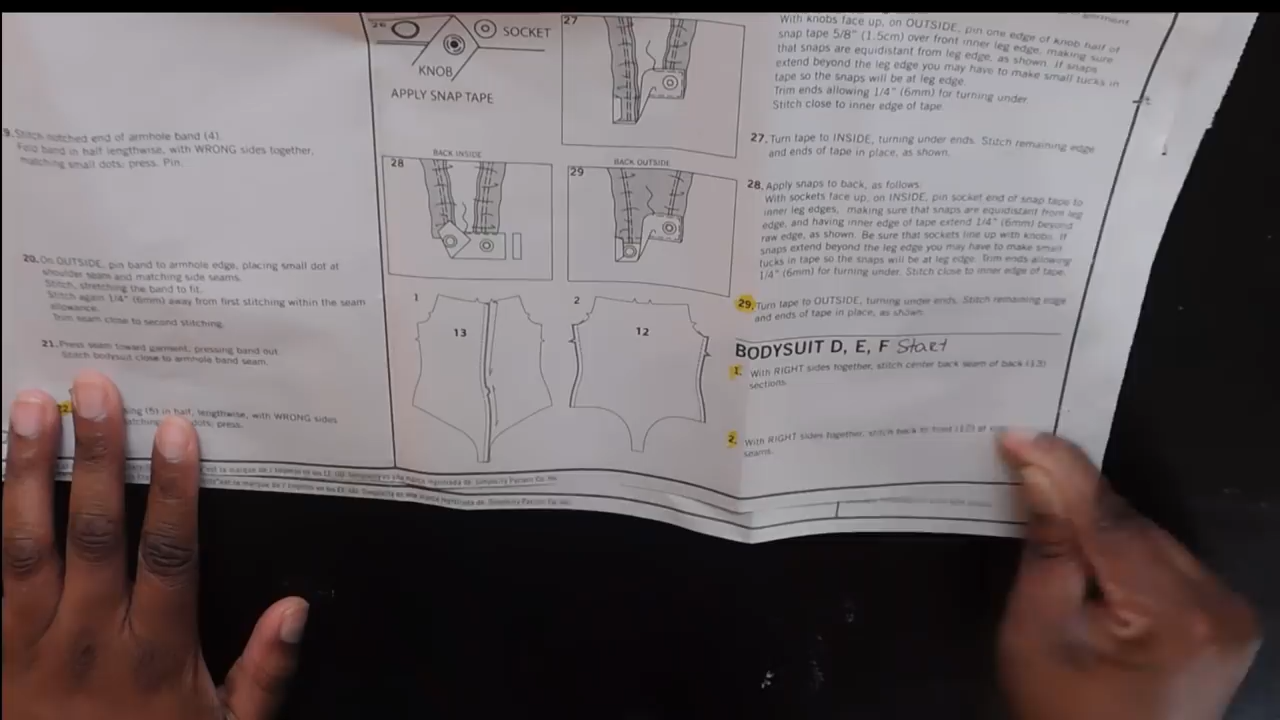 9. Stitch notched end of armhole band (4).
Fold band in half lengthwise, with WRONG sides together,
matching small dots; press. Pin.
20. On OUTSIDE, pin band to armhole edge, placing small dot at
shoulder seam and matching side seams.
Stitch, stretching the band to fit.
Stitch again 1/4" (6mm) away from first stitching within the seam
allowance.
Trim seam close to second stitching.
21. Press seam toward garment, pressing band out.
Stitch bodysuit close to armhole band seam.
(5) in half, lengthwise, with WRONG sides
dots; press.
26
SOCKET
KNOB
APPLY SNAP TAPE
27
BACK INSIDE
28
BACK OUTSIDE
29
1
13
2
12
With knobs face up, on OUTSIDE, pin one edge of knob half of
snap tape 5/8" (1.5cm) over front inner leg edge, making sure
that snaps are equidistant from leg edge, as shown. If snaps
extend beyond the leg edge you may have to make small tucks in
tape so the snaps will be at leg edge.
Trim ends allowing 1/4" (6mm) for turning under
Stitch close to inner edge of tape.
27. Turn tape to INSIDE, turning under ends. Stitch remaining edge
and ends of tape in place, as shown.
28. Apply snaps to back, as follows:
With sockets face up, on INSIDE, pin socket end of snap tape to
inner leg edges, making sure that snaps are equidistant from leg
edge, and having inner edge of tape extend 1/4" (6mm) beyond
raw edge, as shown. Be sure that sockets line up with knobs. If
snaps extend beyond the leg edge you may have to make small
tucks in tape so the snaps will be at leg edge. Trim ends allowing
1/4" (6mm) for turning under. Stitch close to inner edge of tape.
29. Turn tape to OUTSIDE, turning under ends. Stitch remaining edge
and ends of tape in place, as shown.
BODYSUIT D, E, F Start
1. With RIGHT sides together, stitch center back seam of back (13)
sections.
2. With RIGHT sides together, stitch back to front at
seams.